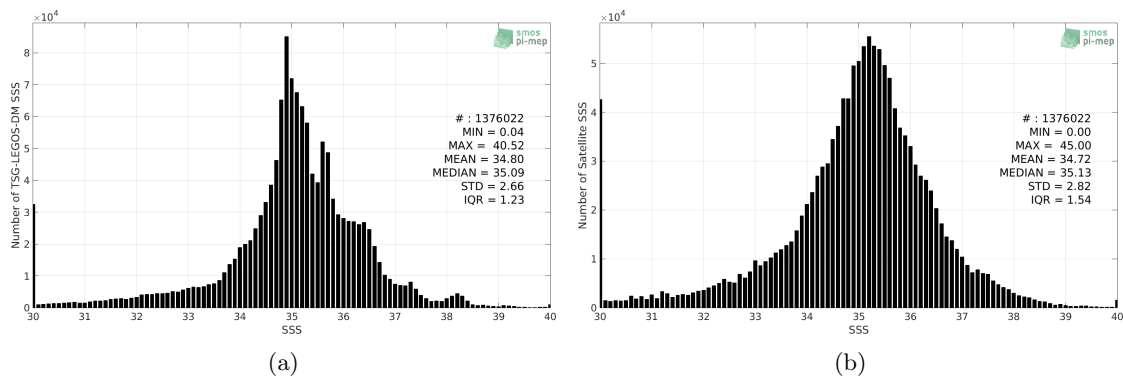 ×10⁴
smos
pi-mep
8
7
6
5
4
3
2
1
0
Number of TSG-LEGOS-DM SSS
# : 1376022
MIN = 0.04
MAX = 40.52
MEAN = 34.80
MEDIAN = 35.09
STD = 2.66
IQR = 1.23
30 31 32 33 34 35 36 37 38 39 40
SSS
(a)
×10⁴
smos
pi-mep
5
4
3
2
1
0
Number of Satellite SSS
# : 1376022
MIN = 0.00
MAX = 45.00
MEAN = 34.72
MEDIAN = 35.13
STD = 2.82
IQR = 1.54
30 31 32 33 34 35 36 37 38 39 40
SSS
(b)